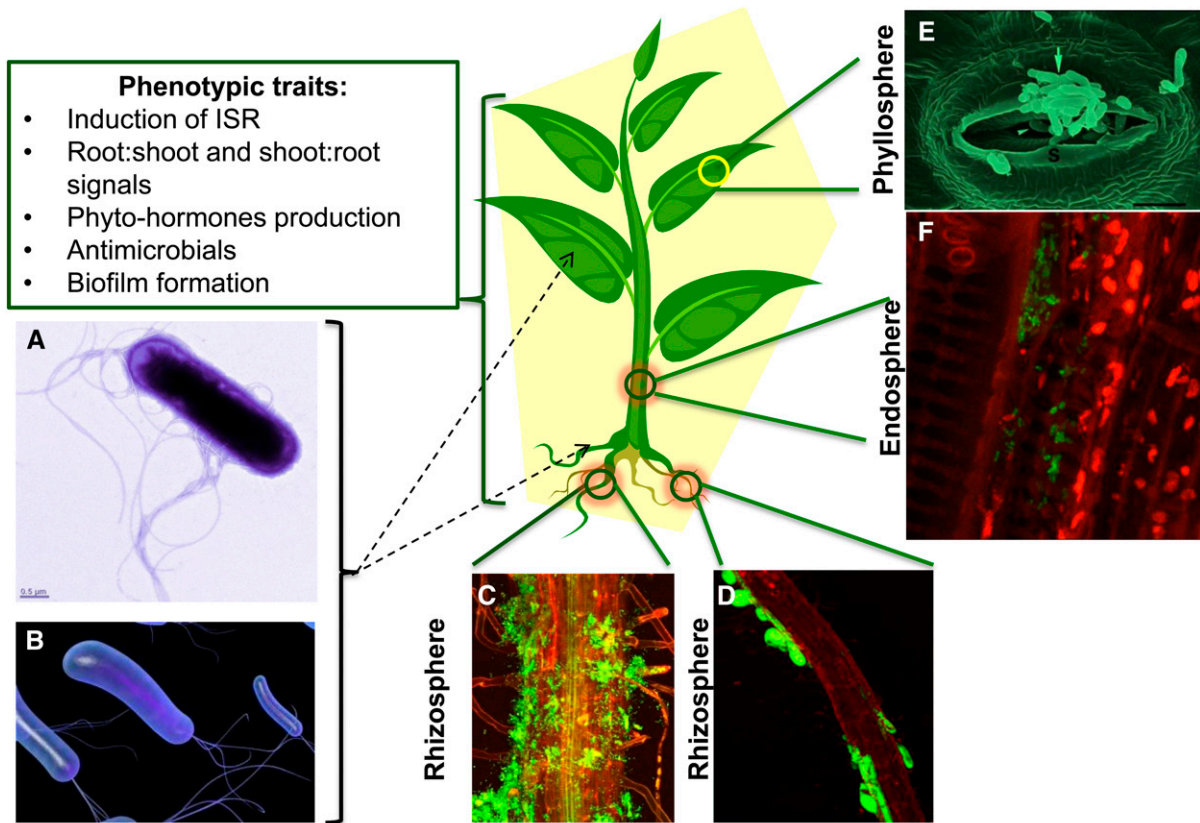 Phenotypic traits:
• Induction of ISR
• Root:shoot and shoot:root
signals
• Phyto-hormones production
• Antimicrobials
• Biofilm formation
A
0.5 µm
B
C
Rhizosphere
D
Rhizosphere
E
S
Phyllosphere
F
Endosphere